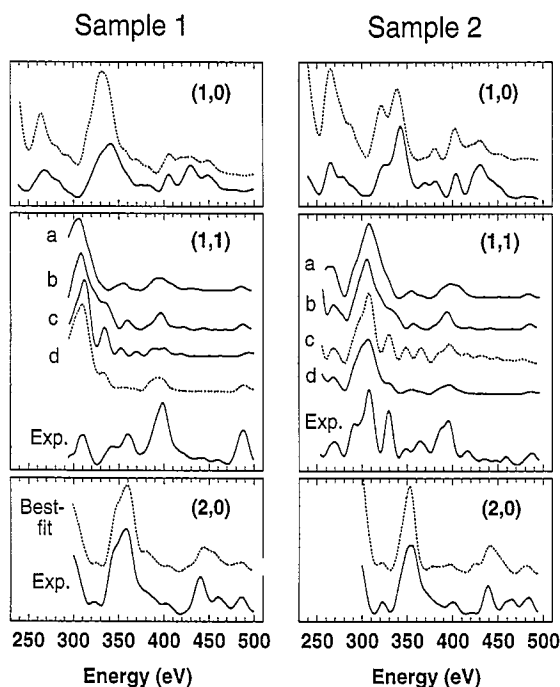 Sample 1
Sample 2
(1,0)
(1,0)
(1,1)
a
b
c
d
Exp.
(1,1)
a
b
c
d
Exp.
(2,0)
Best-
fit
Exp.
(2,0)
250 300 350 400 450 500
250 300 350 400 450 500
Energy (eV)
Energy (eV)